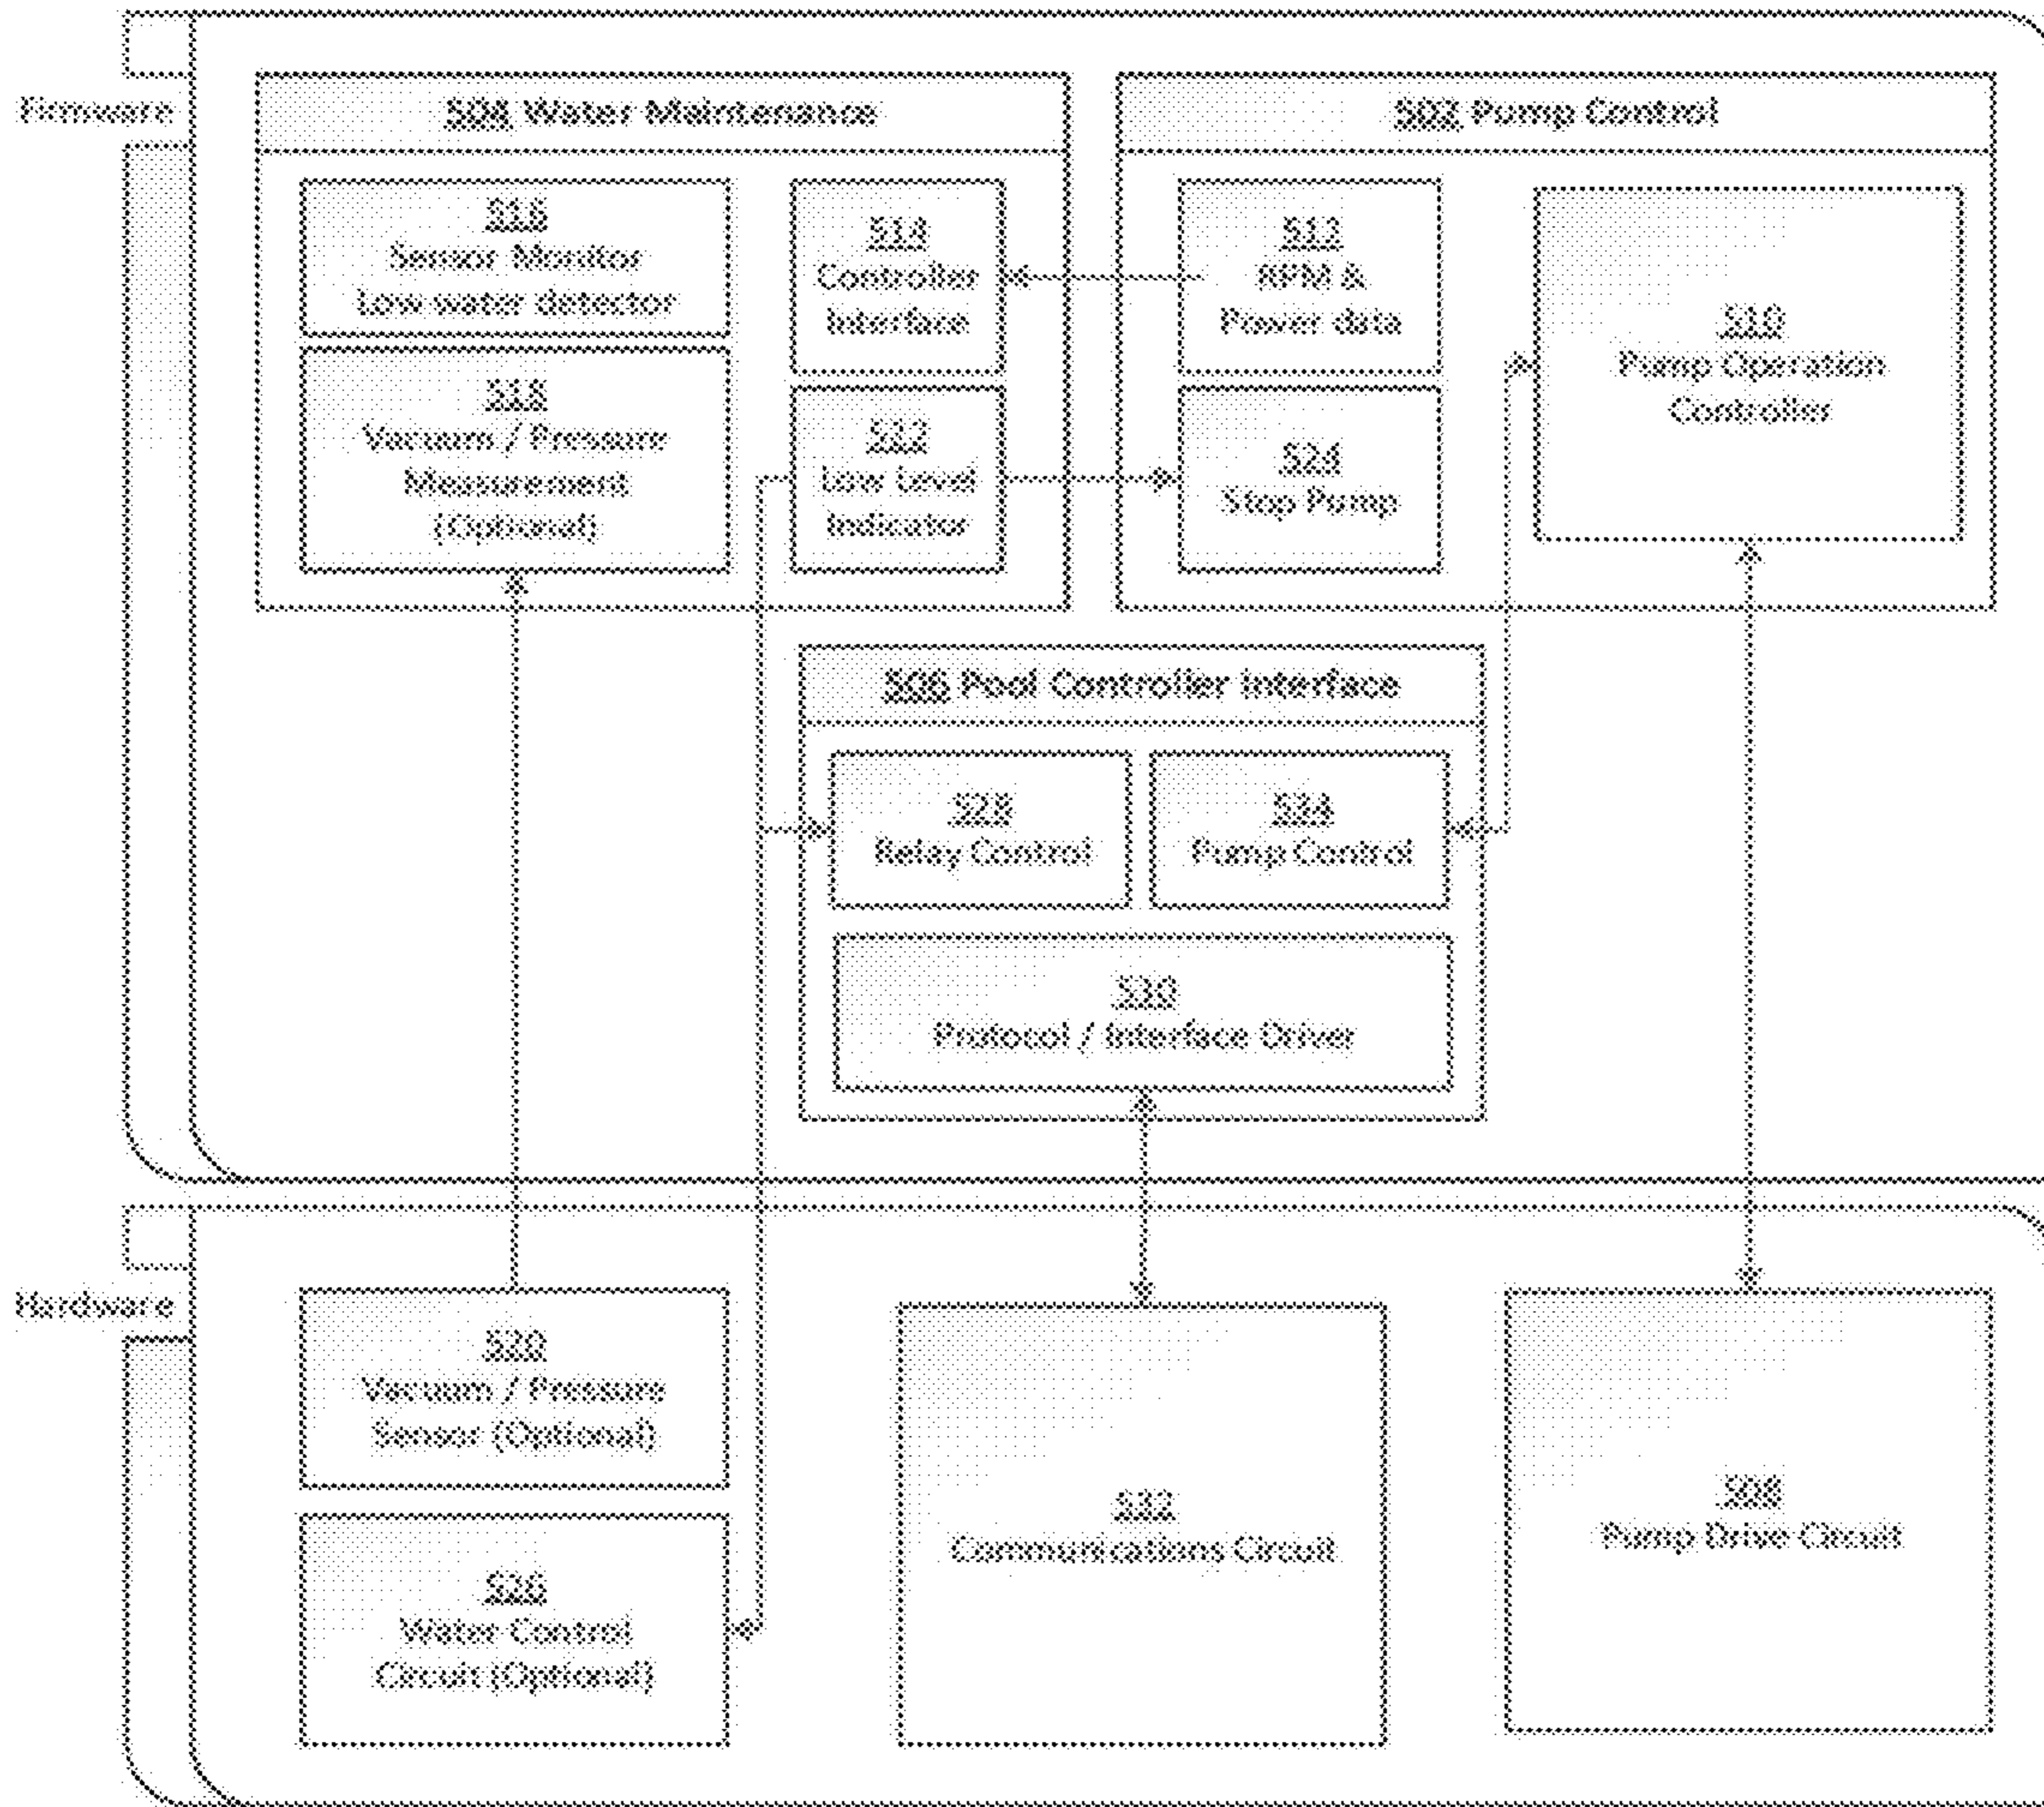 Firmware
504 Water Maintenance
516
Sensor Monitor
Low water detector
518
Vacuum / Pressure
Measurement
(Optional)
514
Controller
Interface
522
Low Level
Indicator
502 Pump Control
512
RPM &
Power data
524
Stop Pump
510
Pump Operation
Controller
506 Pool Controller Interface
528
Relay Control
534
Pump Control
530
Protocol / Interface Driver
Hardware
520
Vacuum / Pressure
Sensor (Optional)
526
Water Control
Circuit (Optional)
532
Communications Circuit
508
Pump Drive Circuit